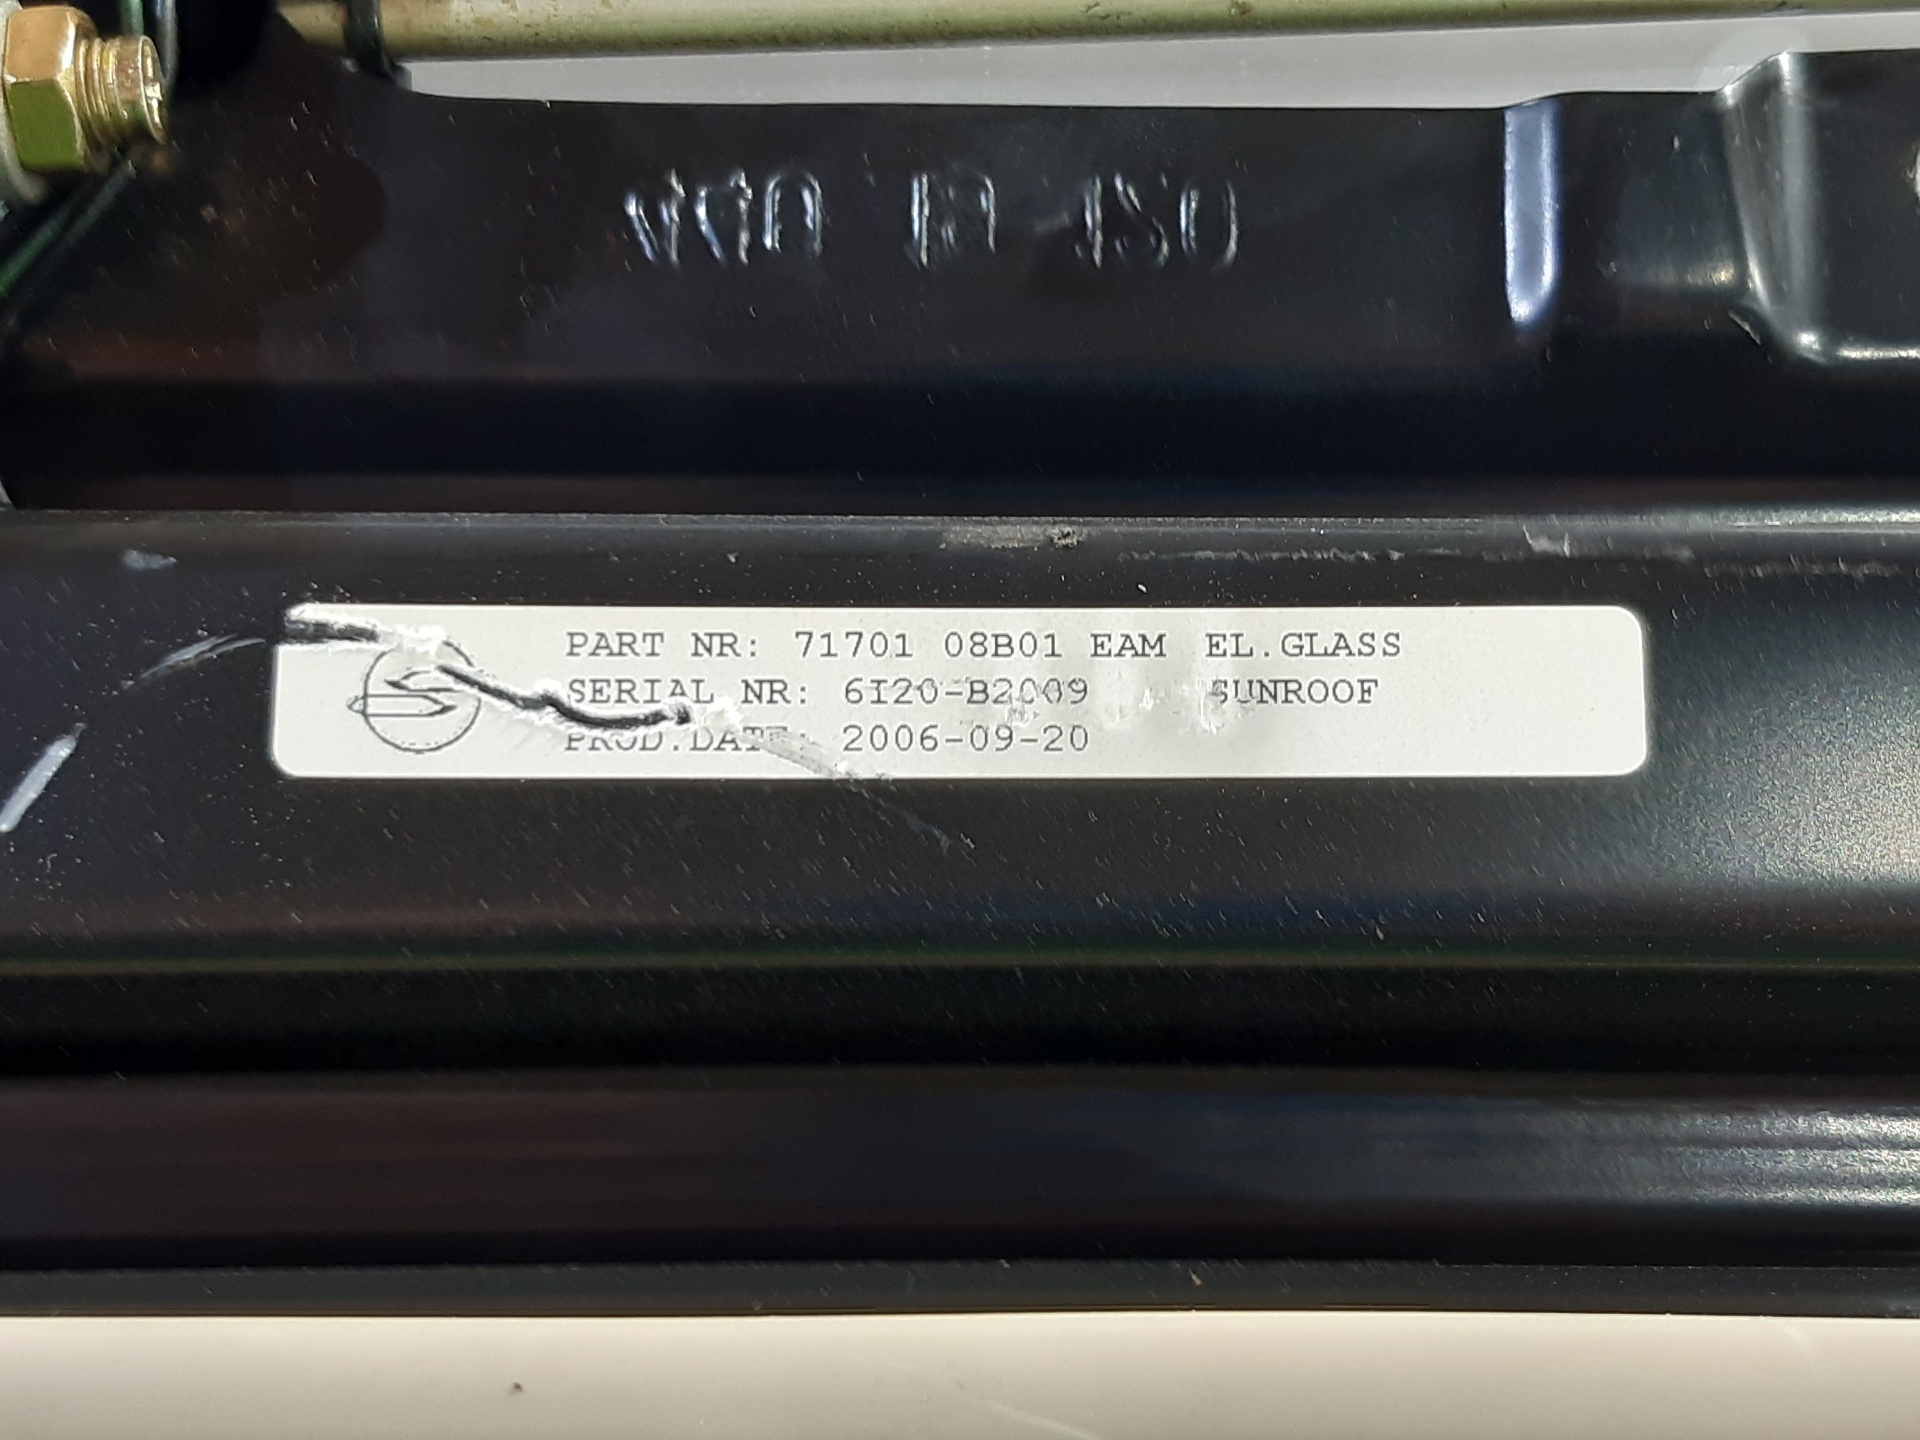 PART NR: 71701 08B01 EAM EL.GLASS
SERIAL NR: 6I20-B2009 SUNROOF
PROD.DATE: 2006-09-20